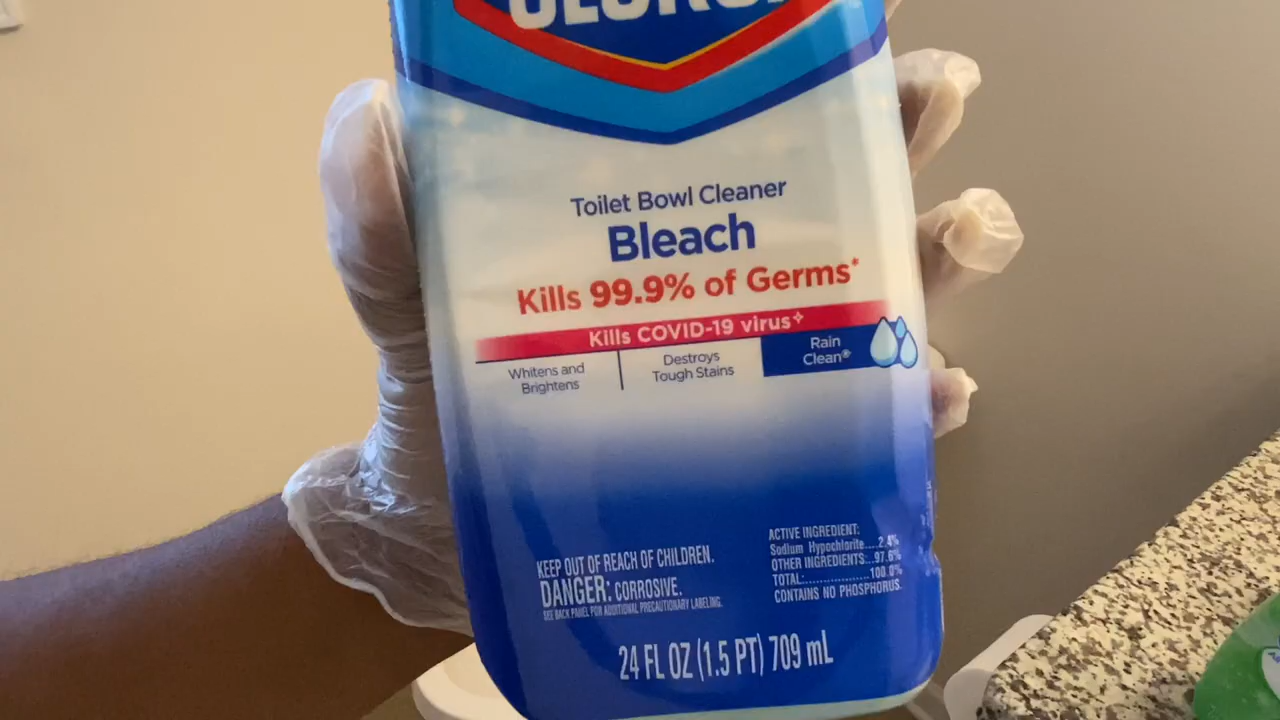 CLOROX
Toilet Bowl Cleaner
Bleach
Kills 99.9% of Germs*
Kills COVID-19 virus✧
Whitens and
Brightens
Destroys
Tough Stains
Rain
Clean®
KEEP OUT OF REACH OF CHILDREN.
DANGER: CORROSIVE.
SEE BACK PANEL FOR ADDITIONAL PRECAUTIONARY LABELING.
ACTIVE INGREDIENT:
Sodium Hypochlorite....2.4%
OTHER INGREDIENTS:..97.6%
TOTAL:...................100.0%
CONTAINS NO PHOSPHORUS.
24 FL OZ (1.5 PT) 709 mL